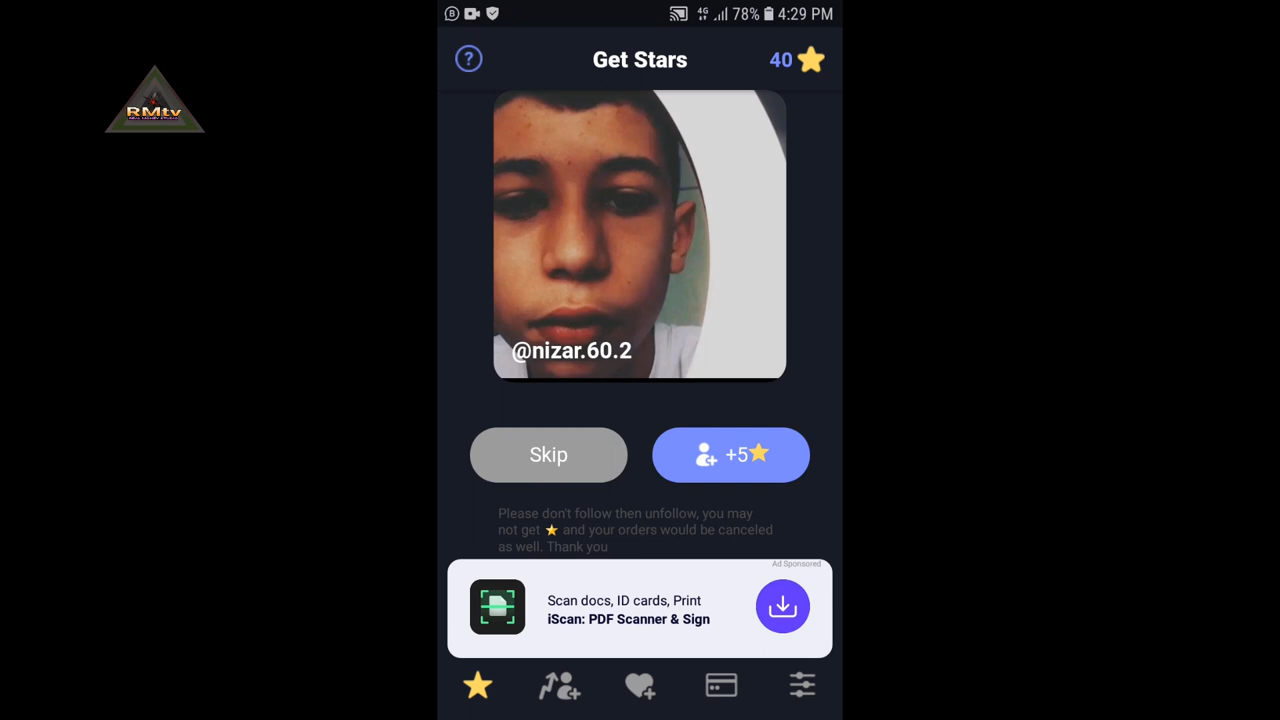 4G 78% 4:29 PM
? Get Stars 40
RMtv
@nizar.60.2
Skip +5
Please don't follow then unfollow, you may
not get ⭐ and your orders would be canceled
as well. Thank you
Ad Sponsored
Scan docs, ID cards, Print
iScan: PDF Scanner & Sign